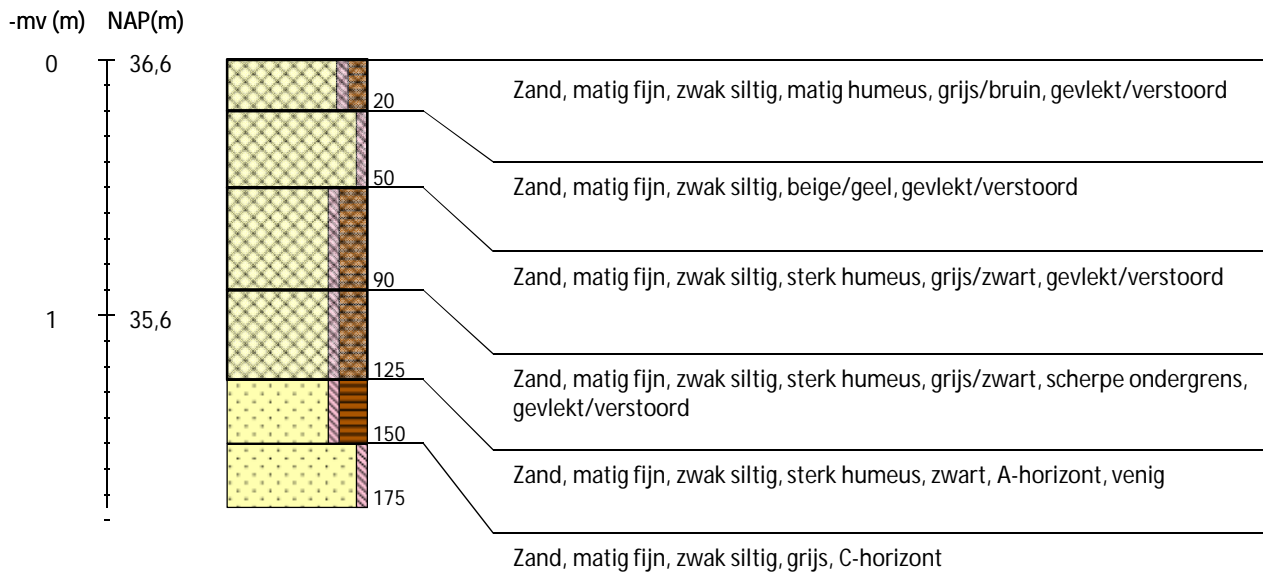 -mv (m) NAP(m)
0 36,6
Zand, matig fijn, zwak siltig, matig humeus, grijs/bruin, gevlekt/verstoord
20
Zand, matig fijn, zwak siltig, beige/geel, gevlekt/verstoord
50
Zand, matig fijn, zwak siltig, sterk humeus, grijs/zwart, gevlekt/verstoord
90
1 35,6
Zand, matig fijn, zwak siltig, sterk humeus, grijs/zwart, scherpe ondergrens,
gevlekt/verstoord
125
Zand, matig fijn, zwak siltig, sterk humeus, zwart, A-horizont, venig
150
Zand, matig fijn, zwak siltig, grijs, C-horizont
175